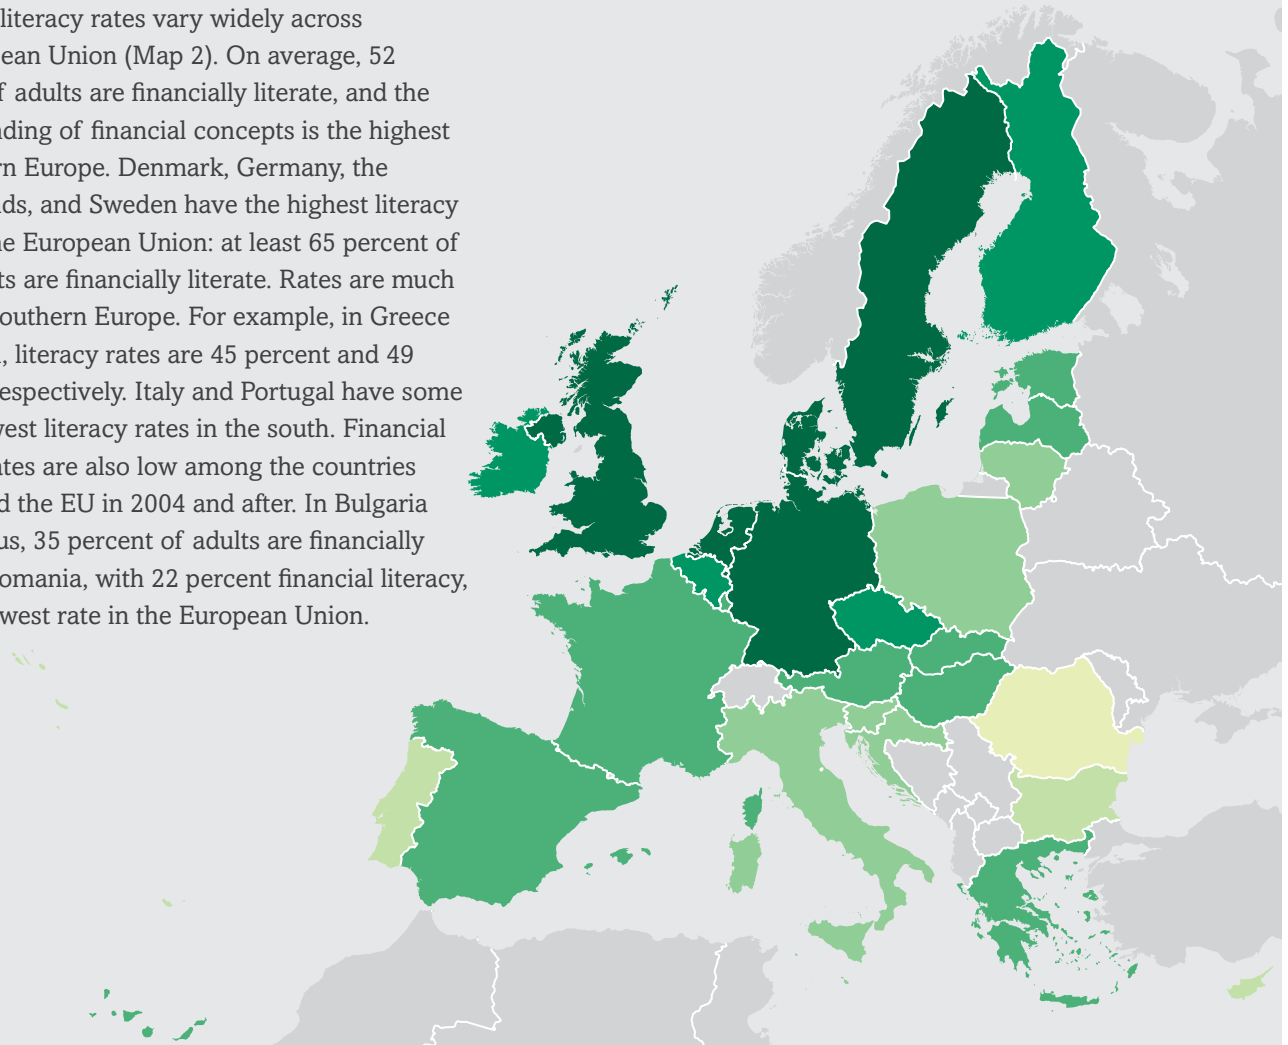 literacy rates vary widely across
ean Union (Map 2). On average, 52
f adults are financially literate, and the
ding of financial concepts is the highest
rn Europe. Denmark, Germany, the
ds, and Sweden have the highest literacy
he European Union: at least 65 percent of
ts are financially literate. Rates are much
outhern Europe. For example, in Greece
, literacy rates are 45 percent and 49
espectively. Italy and Portugal have some
vest literacy rates in the south. Financial
ates are also low among the countries
d the EU in 2004 and after. In Bulgaria
us, 35 percent of adults are financially
omania, with 22 percent financial literacy,
west rate in the European Union.